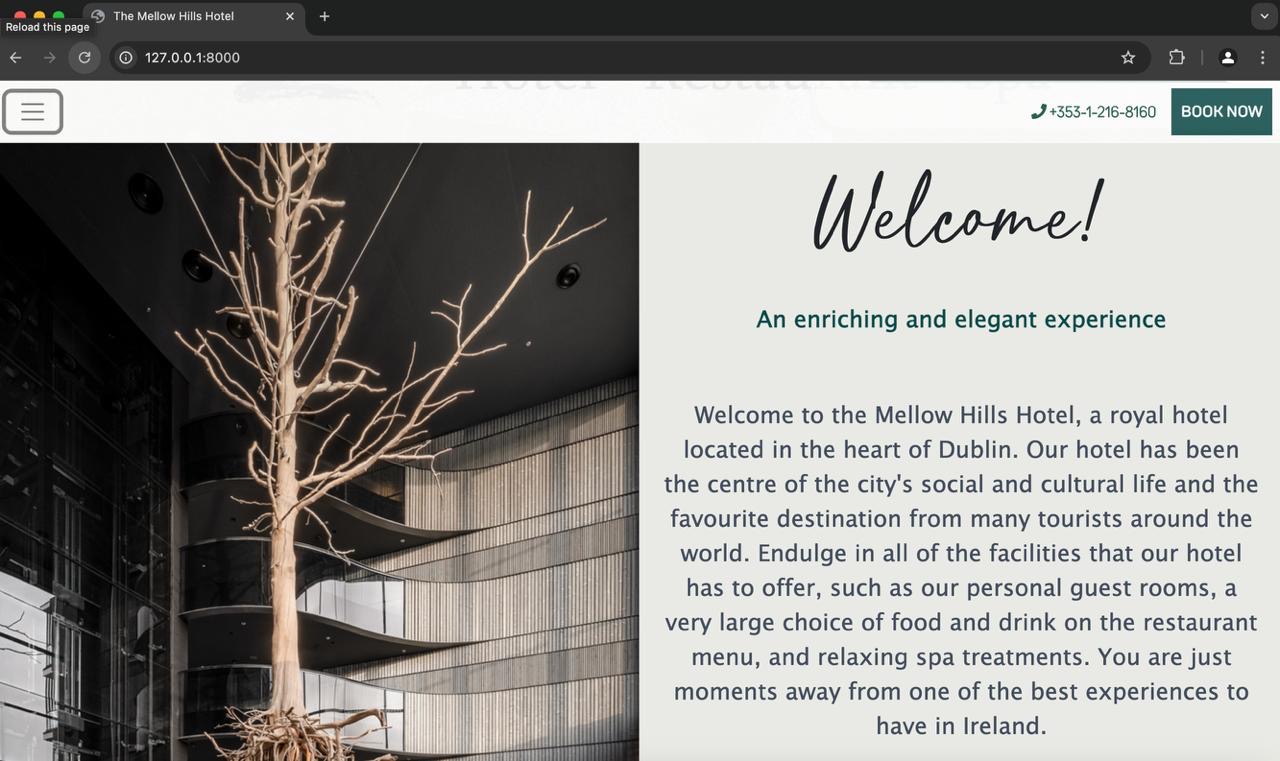 The Mellow Hills Hotel
Reload this page
127.0.0.1:8000
Hotel Restaurant Spa
+353-1-216-8160
BOOK NOW
Welcome!
An enriching and elegant experience
Welcome to the Mellow Hills Hotel, a royal hotel
located in the heart of Dublin. Our hotel has been
the centre of the city's social and cultural life and the
favourite destination from many tourists around the
world. Endulge in all of the facilities that our hotel
has to offer, such as our personal guest rooms, a
very large choice of food and drink on the restaurant
menu, and relaxing spa treatments. You are just
moments away from one of the best experiences to
have in Ireland.